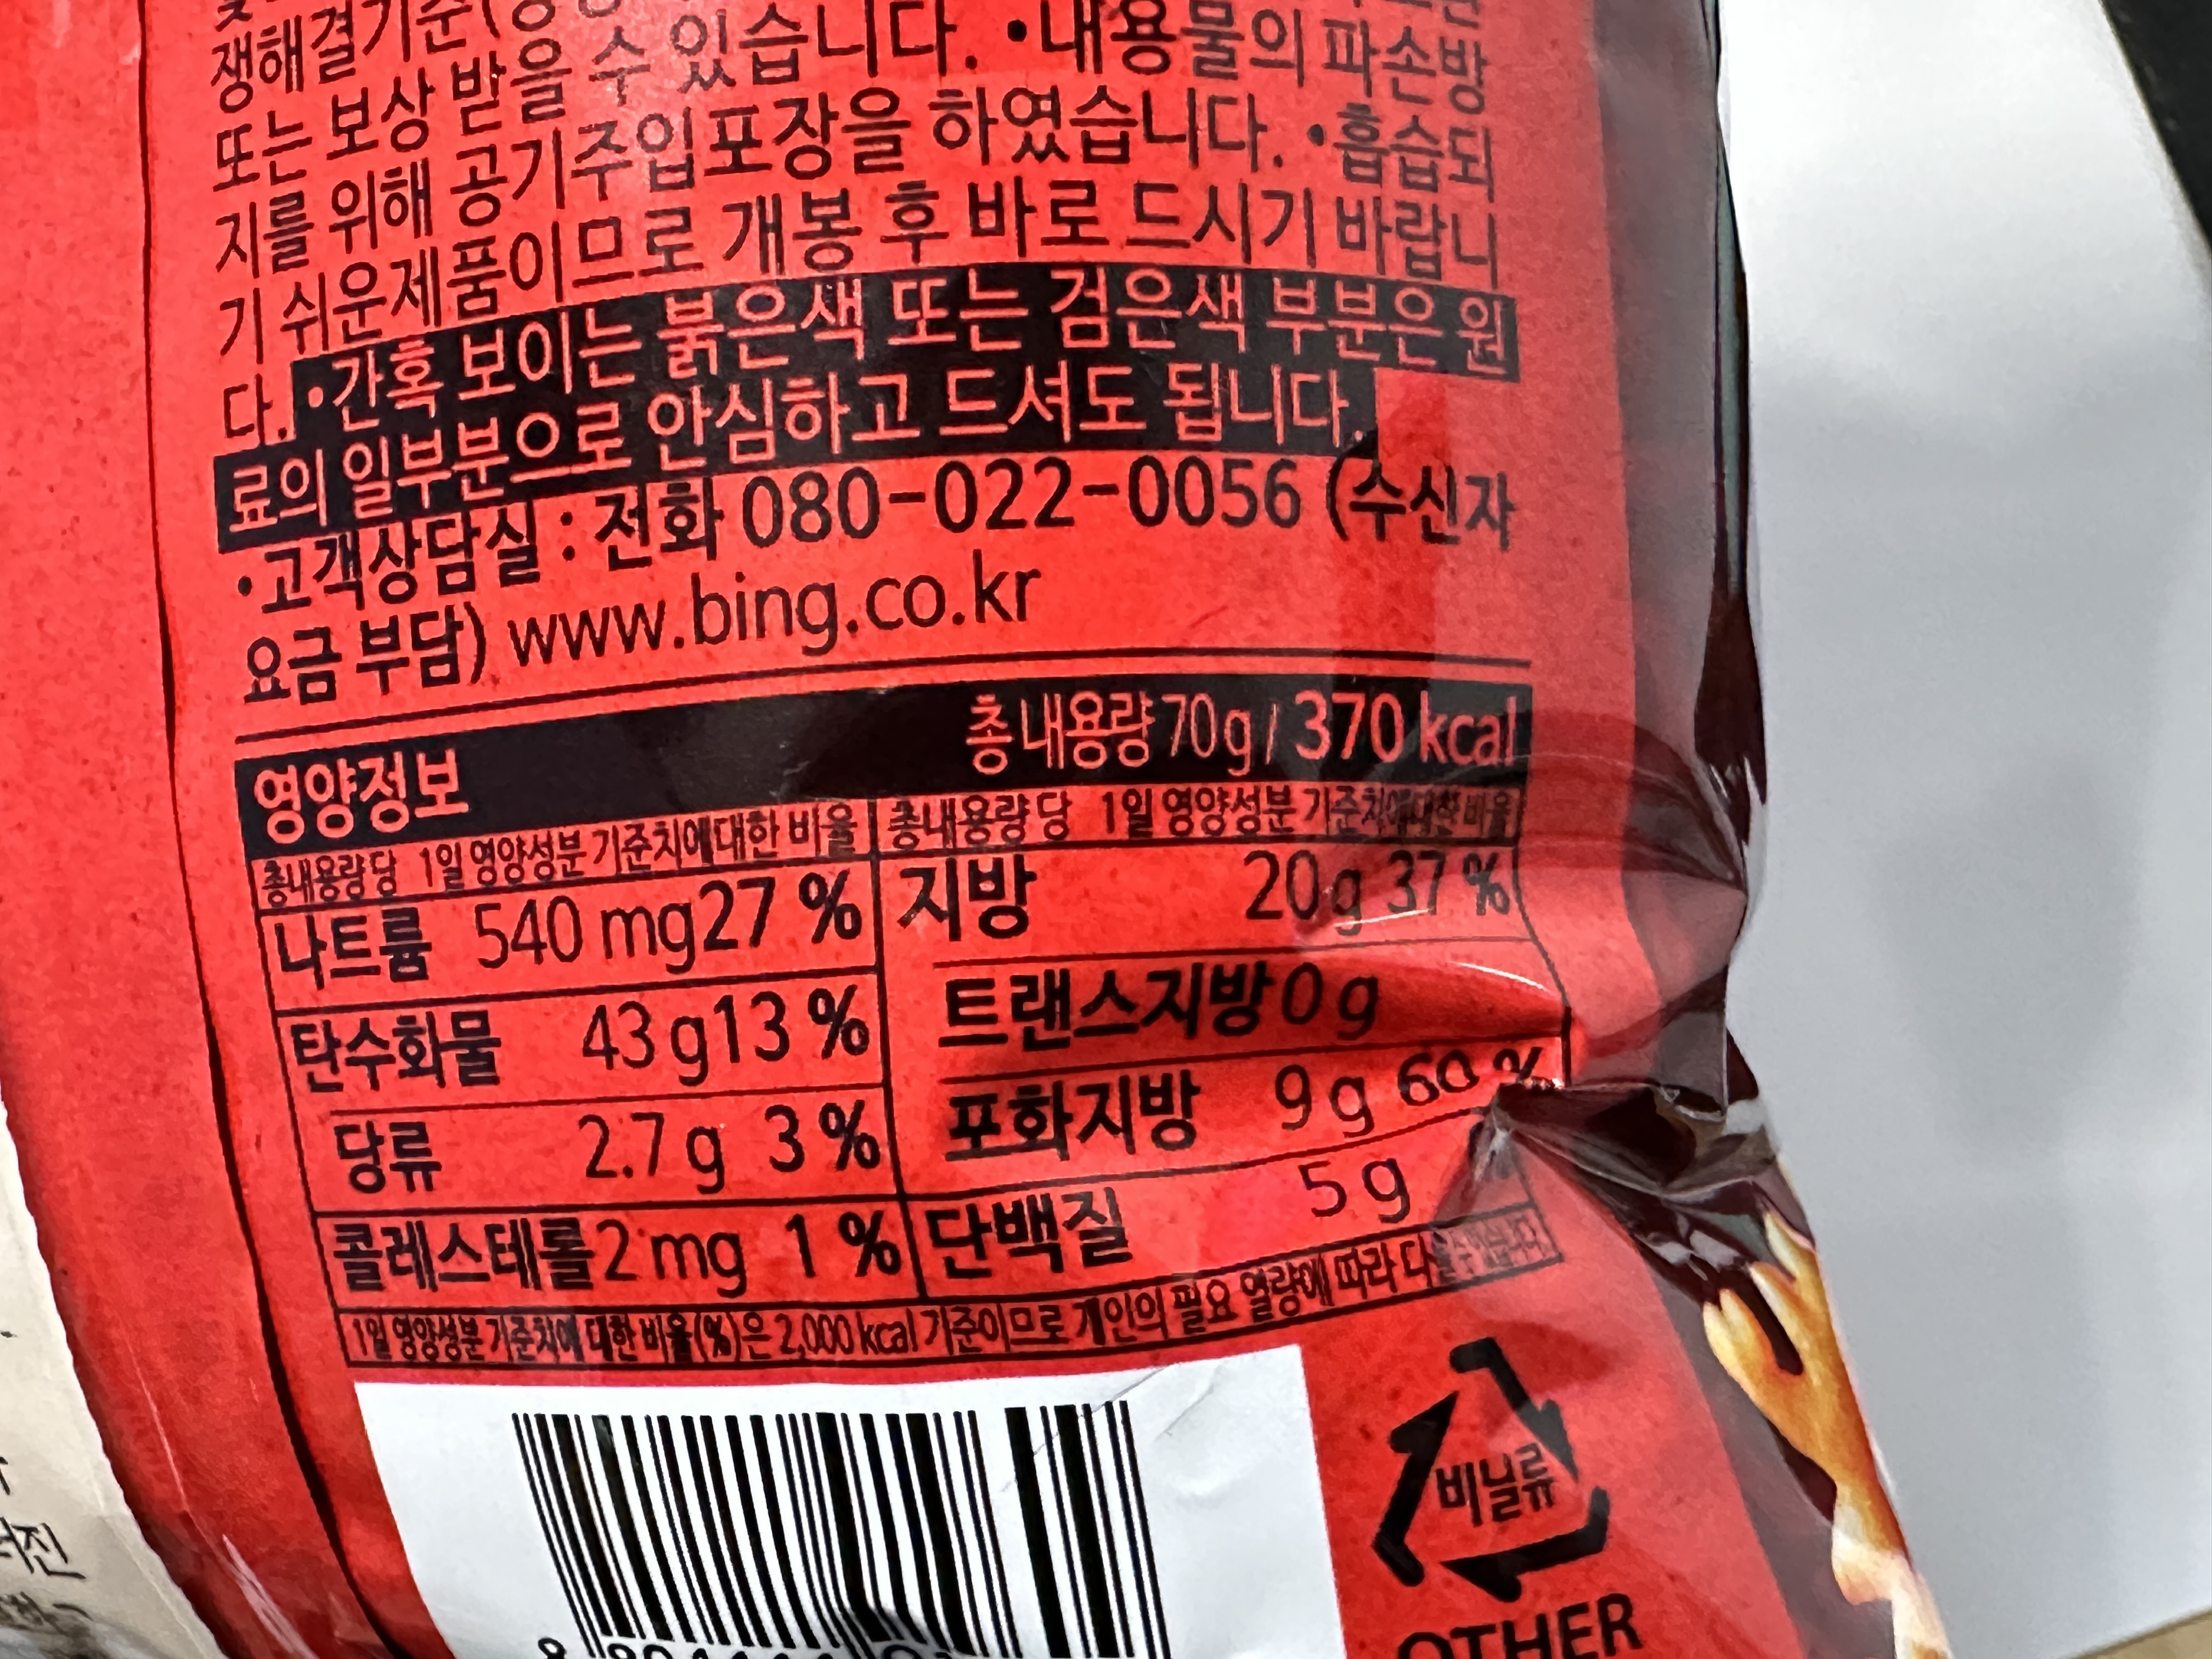 쟁해결기준
또는 보상 받을 수 있습니다. •내용물의 파손방
지를 위해 공기주입포장을 하였습니다. •흡습되
기 쉬운제품이므로 개봉 후 바로 드시기 바랍니
다. •간혹 보이는 붉은색 또는 검은색 부분은 원
료의 일부분으로 안심하고 드셔도 됩니다.
•고객상담실 : 전화 080-022-0056 (수신자
요금 부담) www.bing.co.kr
영양정보 총 내용량 70g / 370 kcal
총내용량당 1일 영양성분 기준치에 대한 비율 총내용량당 1일 영양성분 기준치에 대한 비율
나트륨 540 mg 27 % 지방 20 g 37 %
탄수화물 43 g 13 % 트랜스지방 0 g
당류 2.7 g 3 % 포화지방 9 g 60 %
콜레스테롤 2 mg 1 % 단백질 5 g
1일 영양성분 기준치에 대한 비율(%)은 2,000 kcal 기준이므로 개인의 필요 열량에 따라 다를 수 있습니다.
비닐류
OTHER